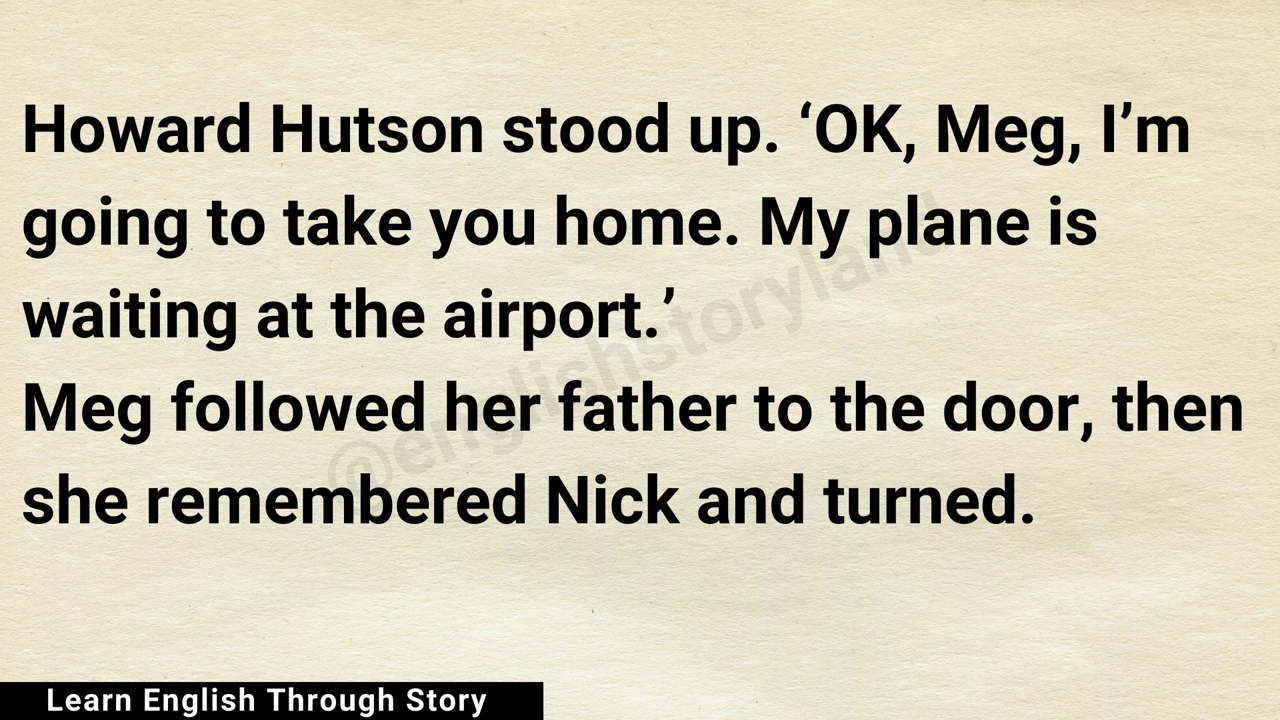 Howard Hutson stood up. ‘OK, Meg, I’m
going to take you home. My plane is
waiting at the airport.’
Meg followed her father to the door, then
she remembered Nick and turned.
@englishstoryland
Learn English Through Story